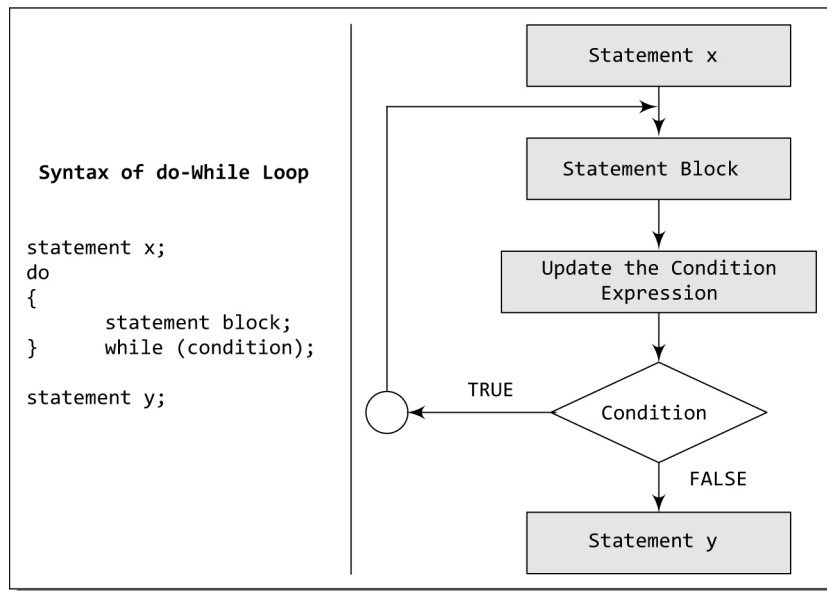 Syntax of do-While Loop
statement x;
do
{
statement block;
} while (condition);
statement y;
Statement x
Statement Block
Update the Condition
Expression
Condition
TRUE
FALSE
Statement y